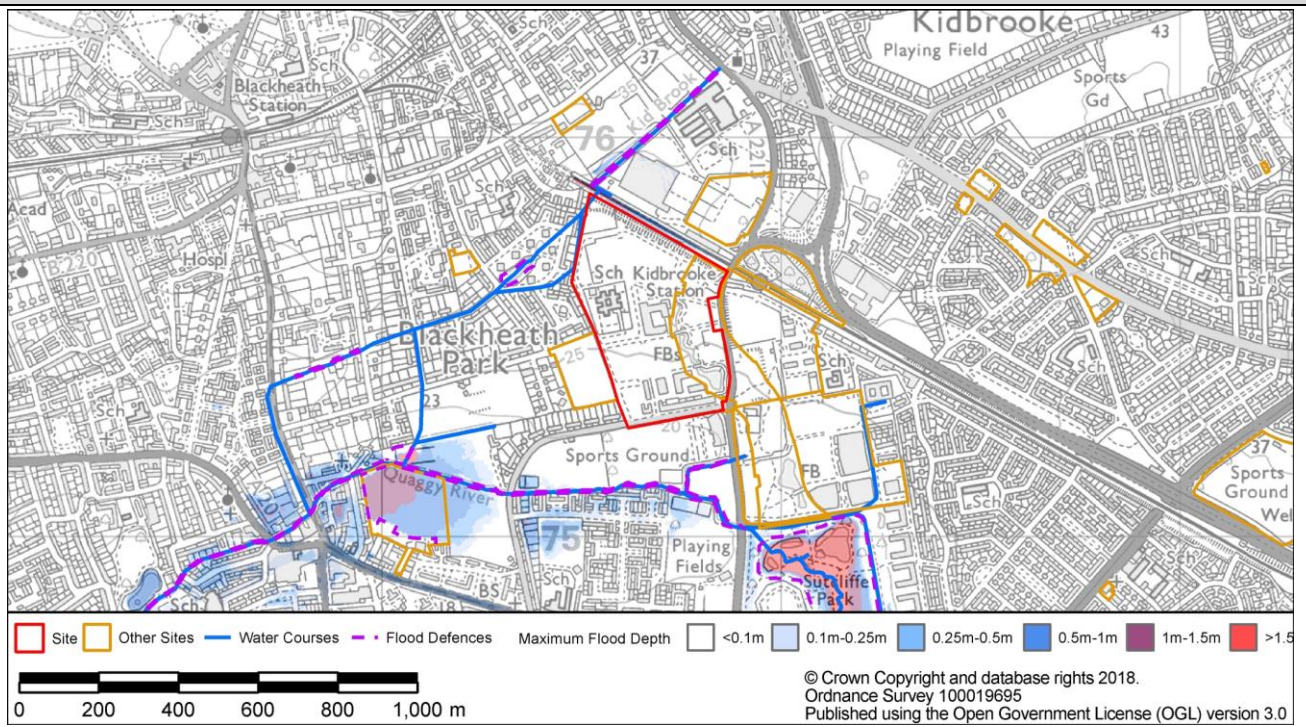 Kidbrooke
Playing Field
43
Sports
Gd
37
Sch
Sch
Blackheath
Station
Sch
35
Kid Brook
A2213
76
Sch
Sch
Acad
Hospl
Sch
Kidbrooke
Station
Blackheath
Park
25
FBs
Sch
23
Sch
20
37
Sports
Ground
Wel
Sports Ground
FB
Quaggy River
Sch
75
Playing
Fields
Sch
Sch
BS
18
Sutcliffe
Park
Sch
Site
Other Sites
Water Courses
Flood Defences
Maximum Flood Depth
<0.1m
0.1m-0.25m
0.25m-0.5m
0.5m-1m
1m-1.5m
>1.5
0 200 400 600 800 1,000 m
© Crown Copyright and database rights 2018.
Ordnance Survey 100019695
Published using the Open Government License (OGL) version 3.0